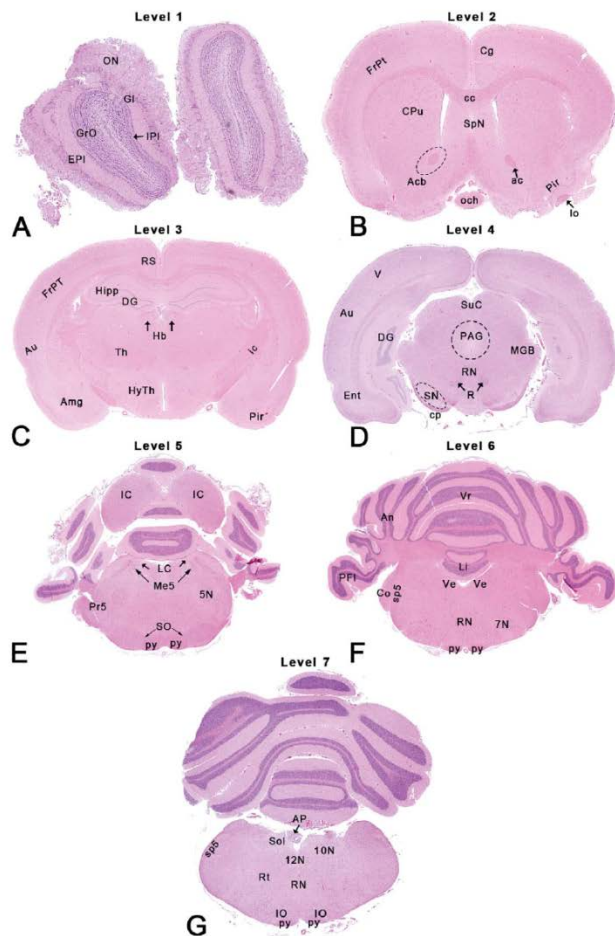 Level 1
ON
Gl
GrO
IPl
EPl
A
Level 2
FrPt
Cg
cc
CPu
SpN
Acb
ac
Pir
och
lo
B
Level 3
RS
FrPT
Hipp
DG
Hb
Au
Th
Ic
HyTh
Amg
Pir
C
Level 4
V
SuC
Au
PAG
DG
MGB
RN
SN
R
Ent
cp
D
Level 5
IC IC
LC
Me5
5N
Pr5
SO
py py
E
Level 6
Vr
An
PFl
Ll
Co
sp5
Ve Ve
RN
7N
py py
F
Level 7
AP
Sol
sp5
10N
12N
Rt
RN
IO IO
py py
G